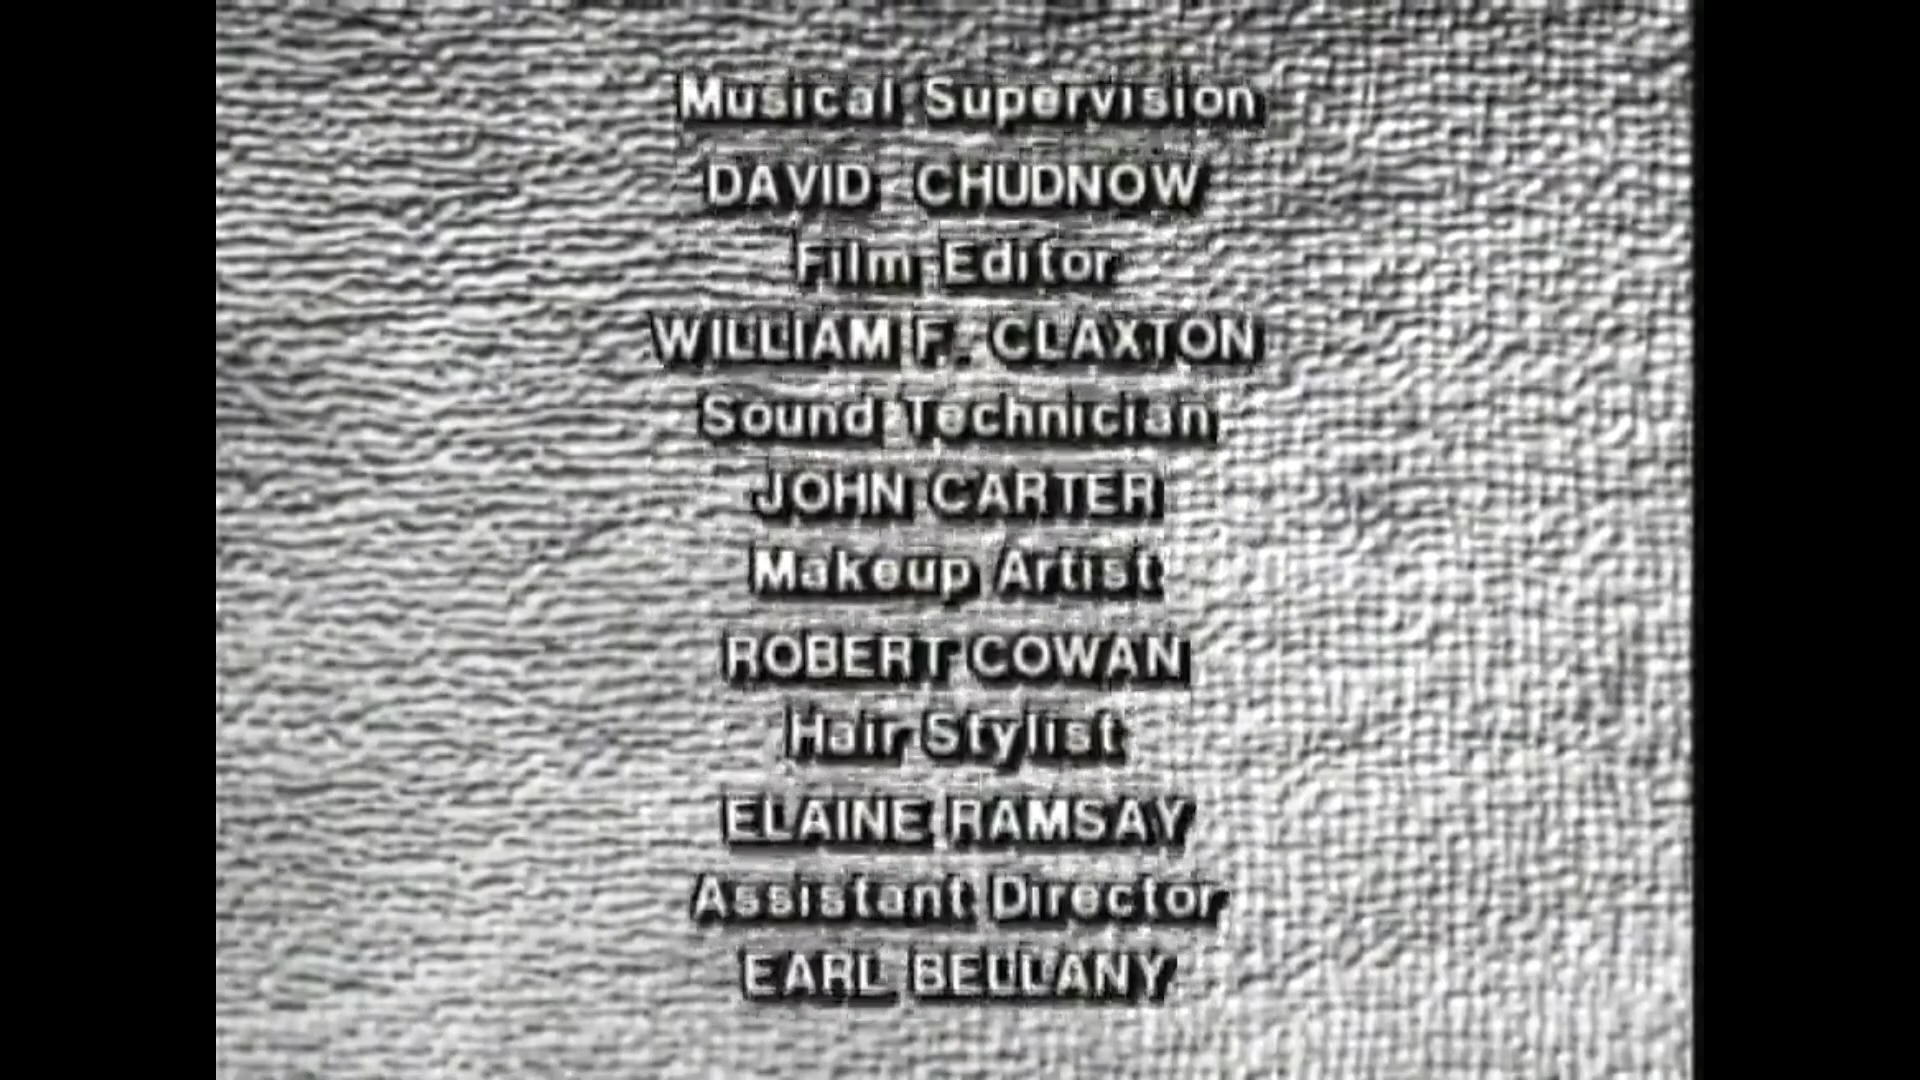 Musical Supervision
DAVID CHUDNOW
Film Editor
WILLIAM F. CLAXTON
Sound Technician
JOHN CARTER
Makeup Artist
ROBERT COWAN
Hair Stylist
ELAINE RAMSAY
Assistant Director
EARL BELLANY